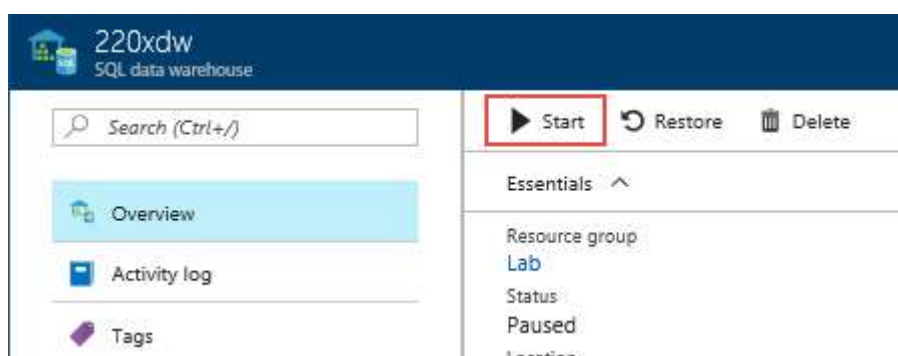 220xdw
SQL data warehouse
Search (Ctrl+/)
Overview
Activity log
Tags
Start Restore Delete
Essentials
Resource group
Lab
Status
Paused
Location